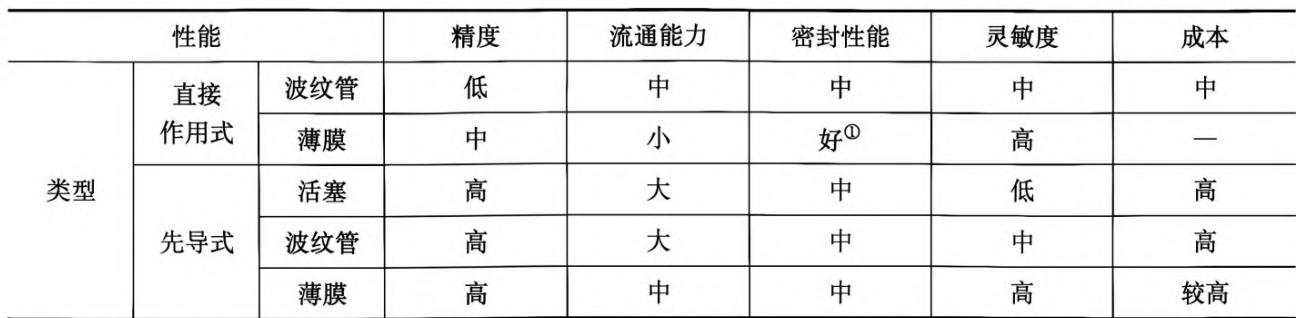 性能 精度 流通能力 密封性能 灵敏度 成本
类型 直接作用式 波纹管 低 中 中 中 中
薄膜 中 小 好① 高 —
先导式 活塞 高 大 中 低 高
波纹管 高 大 中 中 高
薄膜 高 中 中 高 较高